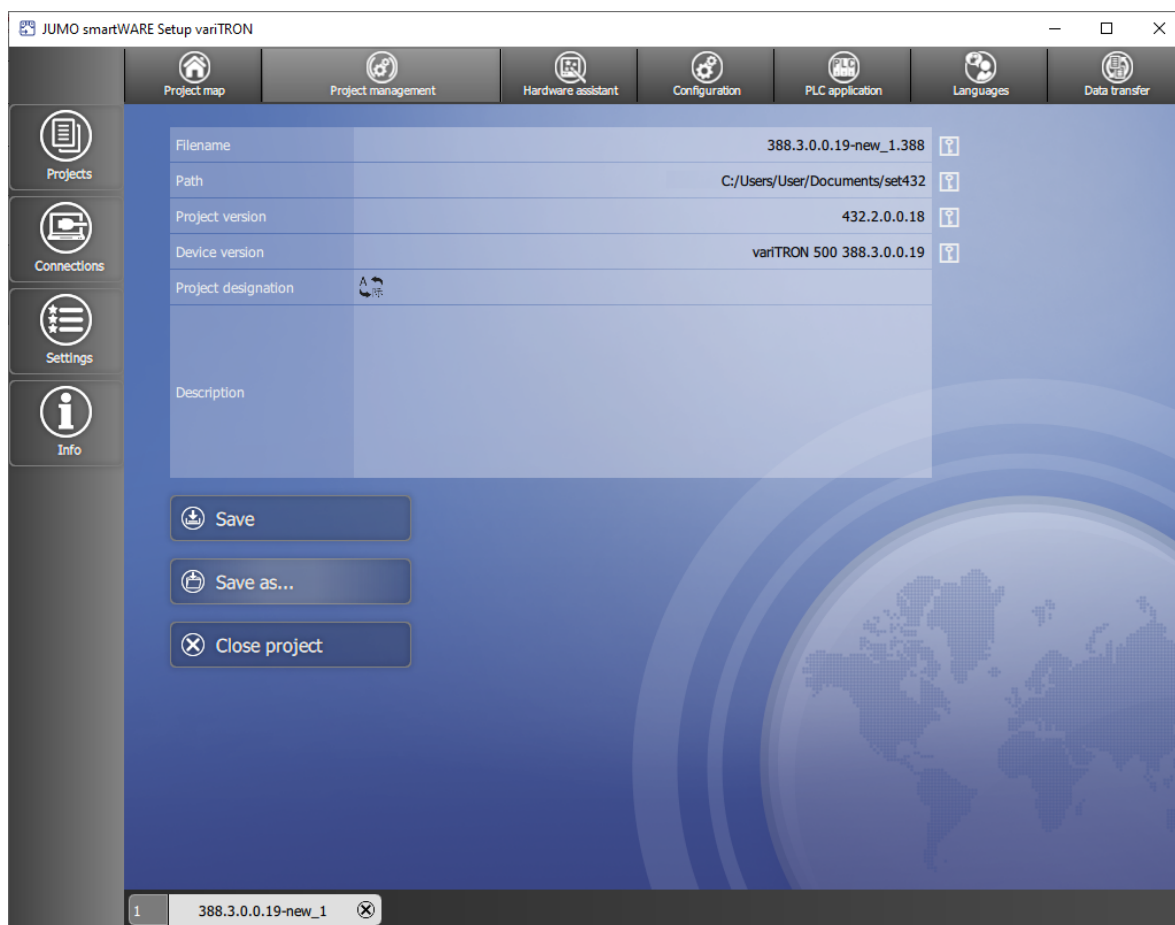 JUMO smartWARE Setup variTRON
Project map
Project management
Hardware assistant
Configuration
PLC
PLC application
Languages
Data transfer
Projects
Connections
Settings
Info
Filename 388.3.0.0.19-new_1.388
Path C:/Users/User/Documents/set432
Project version 432.2.0.0.18
Device version variTRON 500 388.3.0.0.19
Project designation
Description
Save
Save as...
Close project
1 388.3.0.0.19-new_1